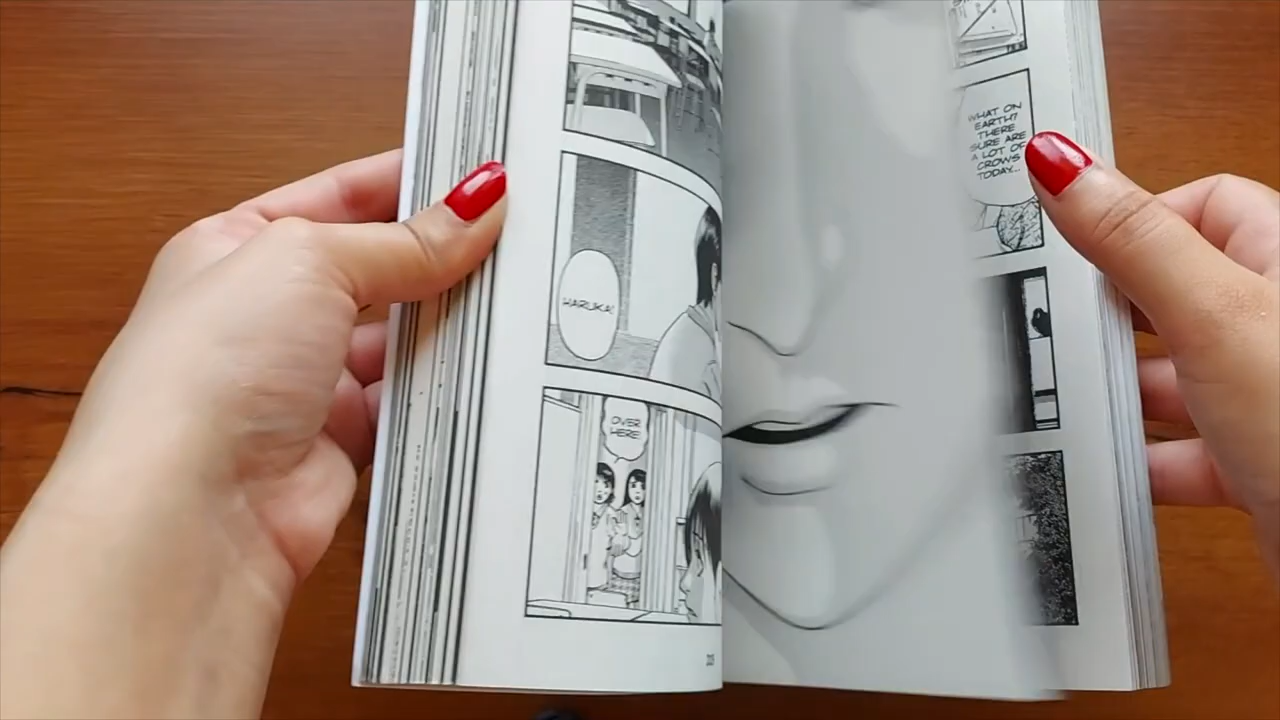 HARUKA!
OVER
HERE
WHAT ON
EARTH?
THERE
SURE ARE
A LOT OF
CROWS
TODAY...